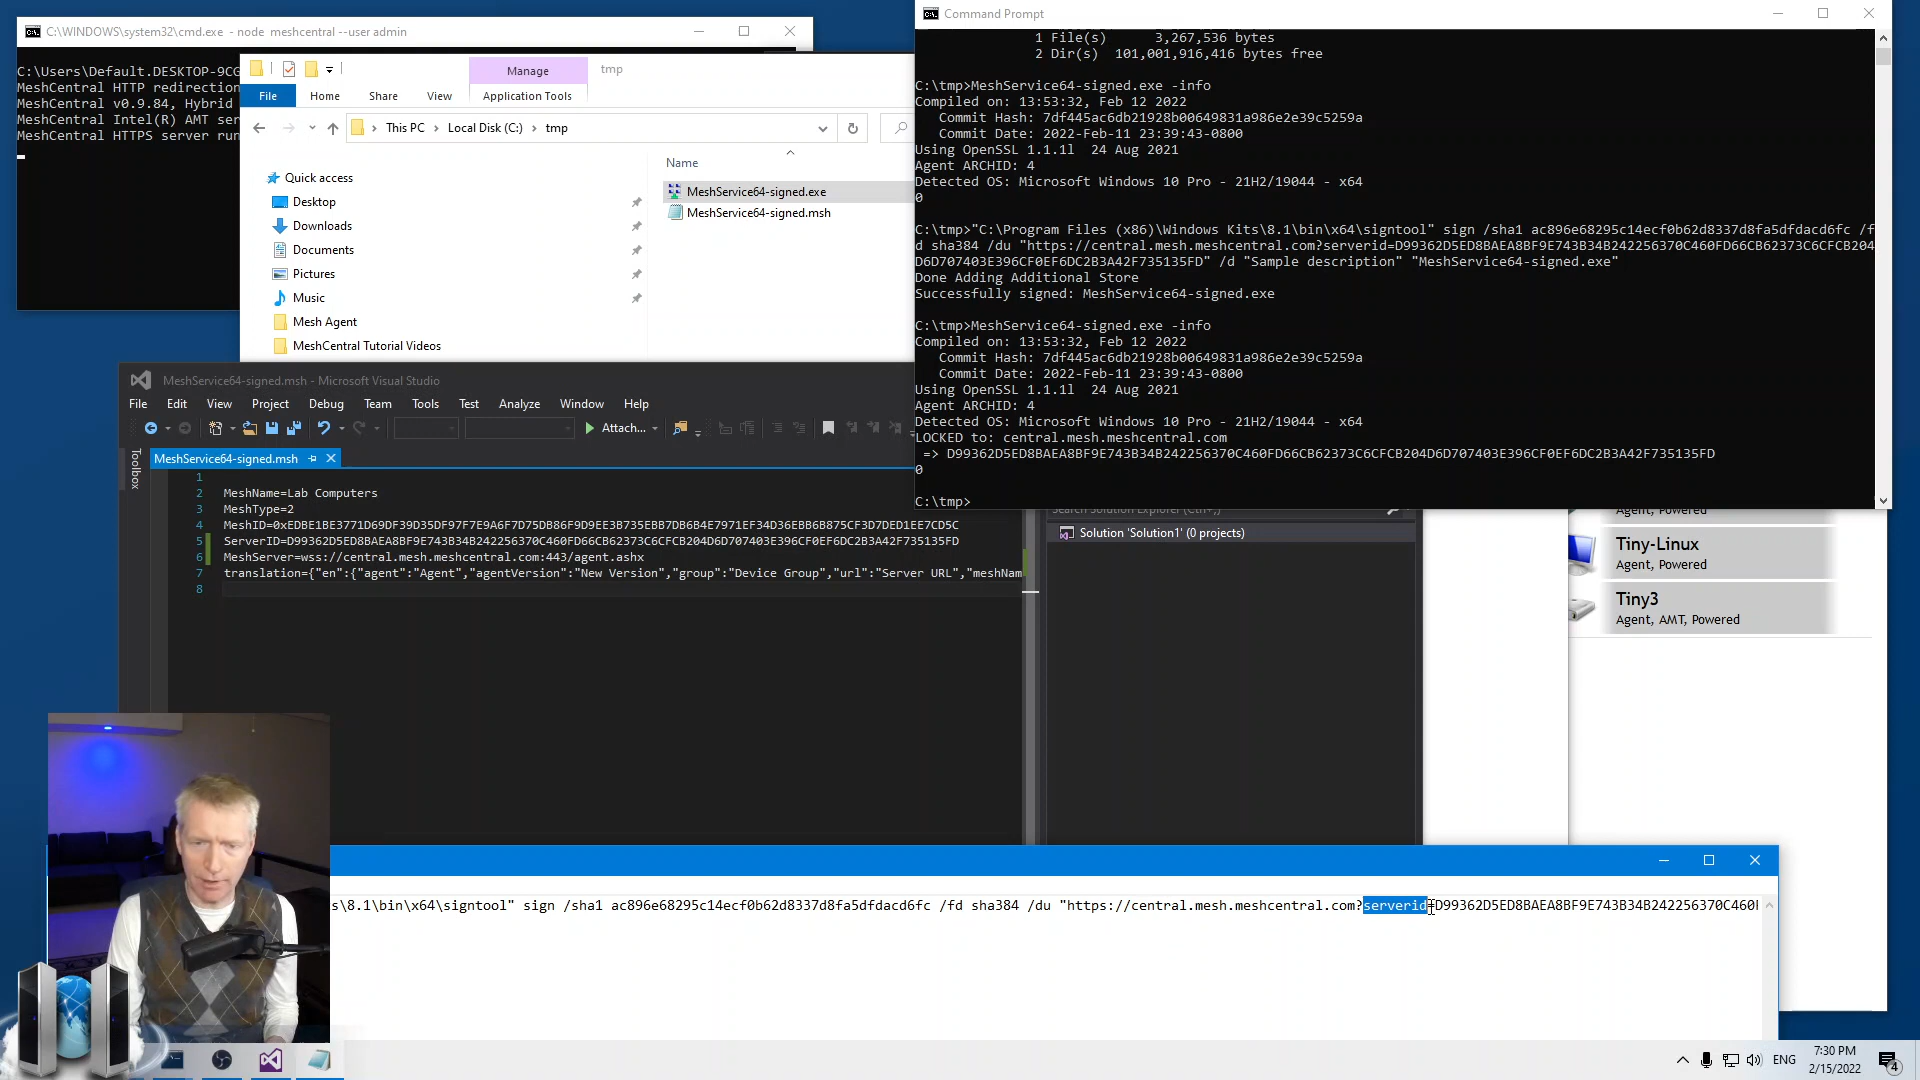 C:\WINDOWS\system32\cmd.exe - node meshcentral --user admin
C:\Users\Default.DESKTOP-9CG
MeshCentral HTTP redirection
MeshCentral v0.9.84, Hybrid
MeshCentral Intel(R) AMT ser
MeshCentral HTTPS server run
Manage
tmp
File
Home
Share
View
Application Tools
This PC
Local Disk (C:)
tmp
Name
Quick access
Desktop
Downloads
Documents
Pictures
Music
Mesh Agent
MeshCentral Tutorial Videos
MeshService64-signed.exe
MeshService64-signed.msh
Command Prompt
1 File(s) 3,267,536 bytes
2 Dir(s) 101,001,916,416 bytes free
C:\tmp>MeshService64-signed.exe -info
Compiled on: 13:53:32, Feb 12 2022
Commit Hash: 7df445ac6db21928b00649831a986e2e39c5259a
Commit Date: 2022-Feb-11 23:39:43-0800
Using OpenSSL 1.1.1l 24 Aug 2021
Agent ARCHID: 4
Detected OS: Microsoft Windows 10 Pro - 21H2/19044 - x64
0
C:\tmp>"C:\Program Files (x86)\Windows Kits\8.1\bin\x64\signtool" sign /sha1 ac896e68295c14ecf0b62d8337d8fa5dfdacd6fc /f
d sha384 /du "https://central.mesh.meshcentral.com?serverid=D99362D5ED8BAEA8BF9E743B34B242256370C460FD66CB62373C6CFCB204
D6D707403E396CF0EF6DC2B3A42F735135FD" /d "Sample description" "MeshService64-signed.exe"
Done Adding Additional Store
Successfully signed: MeshService64-signed.exe
C:\tmp>MeshService64-signed.exe -info
Compiled on: 13:53:32, Feb 12 2022
Commit Hash: 7df445ac6db21928b00649831a986e2e39c5259a
Commit Date: 2022-Feb-11 23:39:43-0800
Using OpenSSL 1.1.1l 24 Aug 2021
Agent ARCHID: 4
Detected OS: Microsoft Windows 10 Pro - 21H2/19044 - x64
LOCKED to: central.mesh.meshcentral.com
=> D99362D5ED8BAEA8BF9E743B34B242256370C460FD66CB62373C6CFCB204D6D707403E396CF0EF6DC2B3A42F735135FD
0
C:\tmp>
MeshService64-signed.msh - Microsoft Visual Studio
File
Edit
View
Project
Debug
Team
Tools
Test
Analyze
Window
Help
Attach...
Toolbox
MeshService64-signed.msh
1
2 MeshName=Lab Computers
3 MeshType=2
4 MeshID=0xEDBE1BE3771D69DF39D35DF97F7E9A6F7D75DB86F9D9EE3B735EBB7DB6B4E7971EF34D36EBB6B875CF3D7DED1EE7CD5C
5 ServerID=D99362D5ED8BAEA8BF9E743B34B242256370C460FD66CB62373C6CFCB204D6D707403E396CF0EF6DC2B3A42F735135FD
6 MeshServer=wss://central.mesh.meshcentral.com:443/agent.ashx
7 translation={"en":{"agent":"Agent","agentVersion":"New Version","group":"Device Group","url":"Server URL","meshNam
8
Search Solution Explorer (Ctrl+;)
Solution 'Solution1' (0 projects)
Agent, Powered
Tiny-Linux
Agent, Powered
Tiny3
Agent, AMT, Powered
s\8.1\bin\x64\signtool" sign /sha1 ac896e68295c14ecf0b62d8337d8fa5dfdacd6fc /fd sha384 /du "https://central.mesh.meshcentral.com?serverid=D99362D5ED8BAEA8BF9E743B34B242256370C460F
ENG
7:30 PM
2/15/2022
4